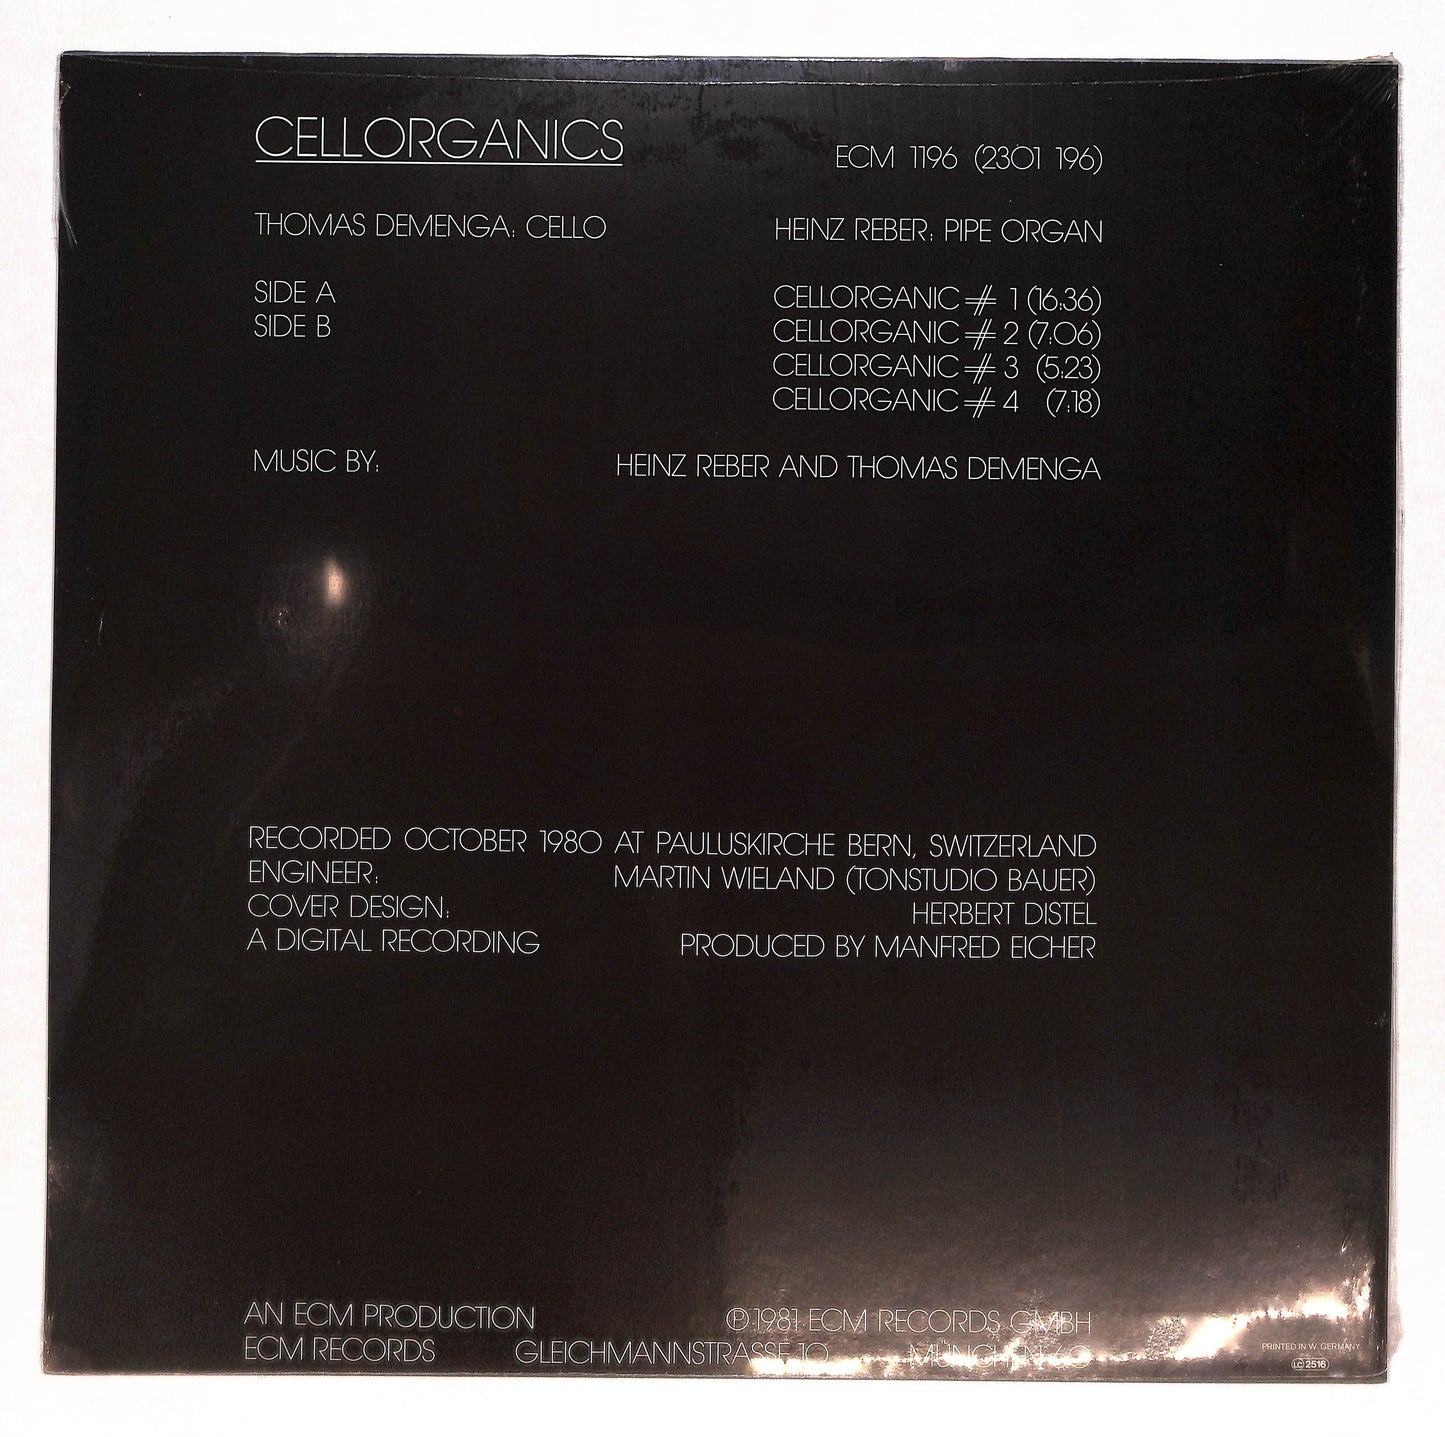 CELLORGANICS
ECM 1196 (2301 196)
THOMAS DEMENGA: CELLO HEINZ REBER: PIPE ORGAN
SIDE A CELLORGANIC # 1 (16:36)
SIDE B CELLORGANIC # 2 (7:06)
CELLORGANIC # 3 (5:23)
CELLORGANIC # 4 (7:18)
MUSIC BY: HEINZ REBER AND THOMAS DEMENGA
RECORDED OCTOBER 1980 AT PAULUSKIRCHE BERN, SWITZERLAND
ENGINEER: MARTIN WIELAND (TONSTUDIO BAUER)
COVER DESIGN: HERBERT DISTEL
A DIGITAL RECORDING PRODUCED BY MANFRED EICHER
AN ECM PRODUCTION ℗ 1981 ECM RECORDS GMBH
ECM RECORDS GLEICHMANNSTRASSE 10 MÜNCHEN 60
PRINTED IN W. GERMANY
LC 2516